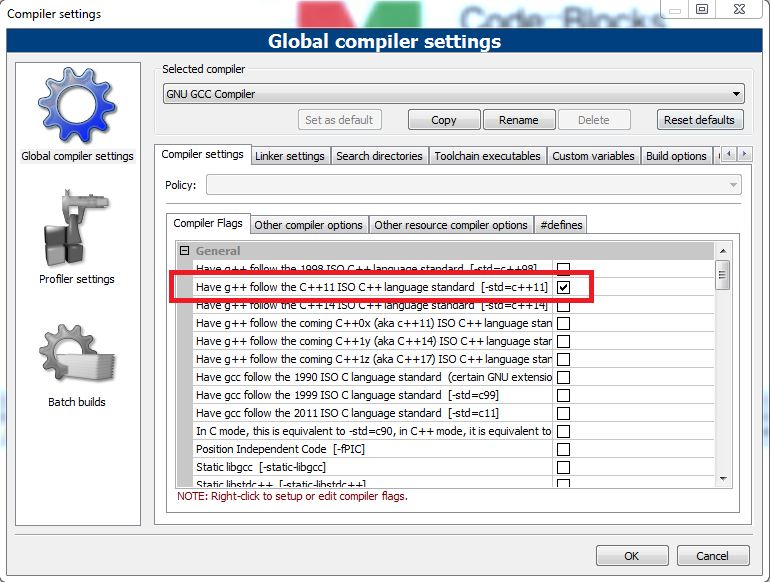 Compiler settings
Code::Blocks
Global compiler settings
Selected compiler
GNU GCC Compiler
Set as default
Copy
Rename
Delete
Reset defaults
Global compiler settings
Profiler settings
Batch builds
Compiler settings
Linker settings
Search directories
Toolchain executables
Custom variables
Build options
Policy:
Compiler Flags
Other compiler options
Other resource compiler options
#defines
General
Have g++ follow the 1998 ISO C++ language standard [-std=c++98]
Have g++ follow the C++11 ISO C++ language standard [-std=c++11]
Have g++ follow the C++14 ISO C++ language standard [-std=c++14]
Have g++ follow the coming C++0x (aka c++11) ISO C++ language stan
Have g++ follow the coming C++1y (aka C++14) ISO C++ language stan
Have g++ follow the coming C++1z (aka C++17) ISO C++ language stan
Have gcc follow the 1990 ISO C language standard (certain GNU extensio
Have gcc follow the 1999 ISO C language standard [-std=c99]
Have gcc follow the 2011 ISO C language standard [-std=c11]
In C mode, this is equivalent to -std=c90, in C++ mode, it is equivalent to
Position Independent Code [-fPIC]
Static libgcc [-static-libgcc]
Static libstdc++ [-static-libstdc++]
NOTE: Right-click to setup or edit compiler flags.
OK
Cancel